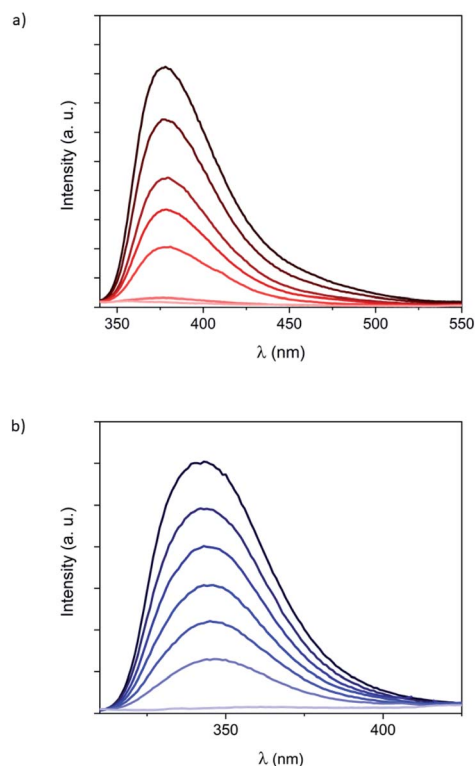 a)
Intensity (a. u.)
350 400 450 500 550
λ (nm)
b)
Intensity (a. u.)
350 400
λ (nm)